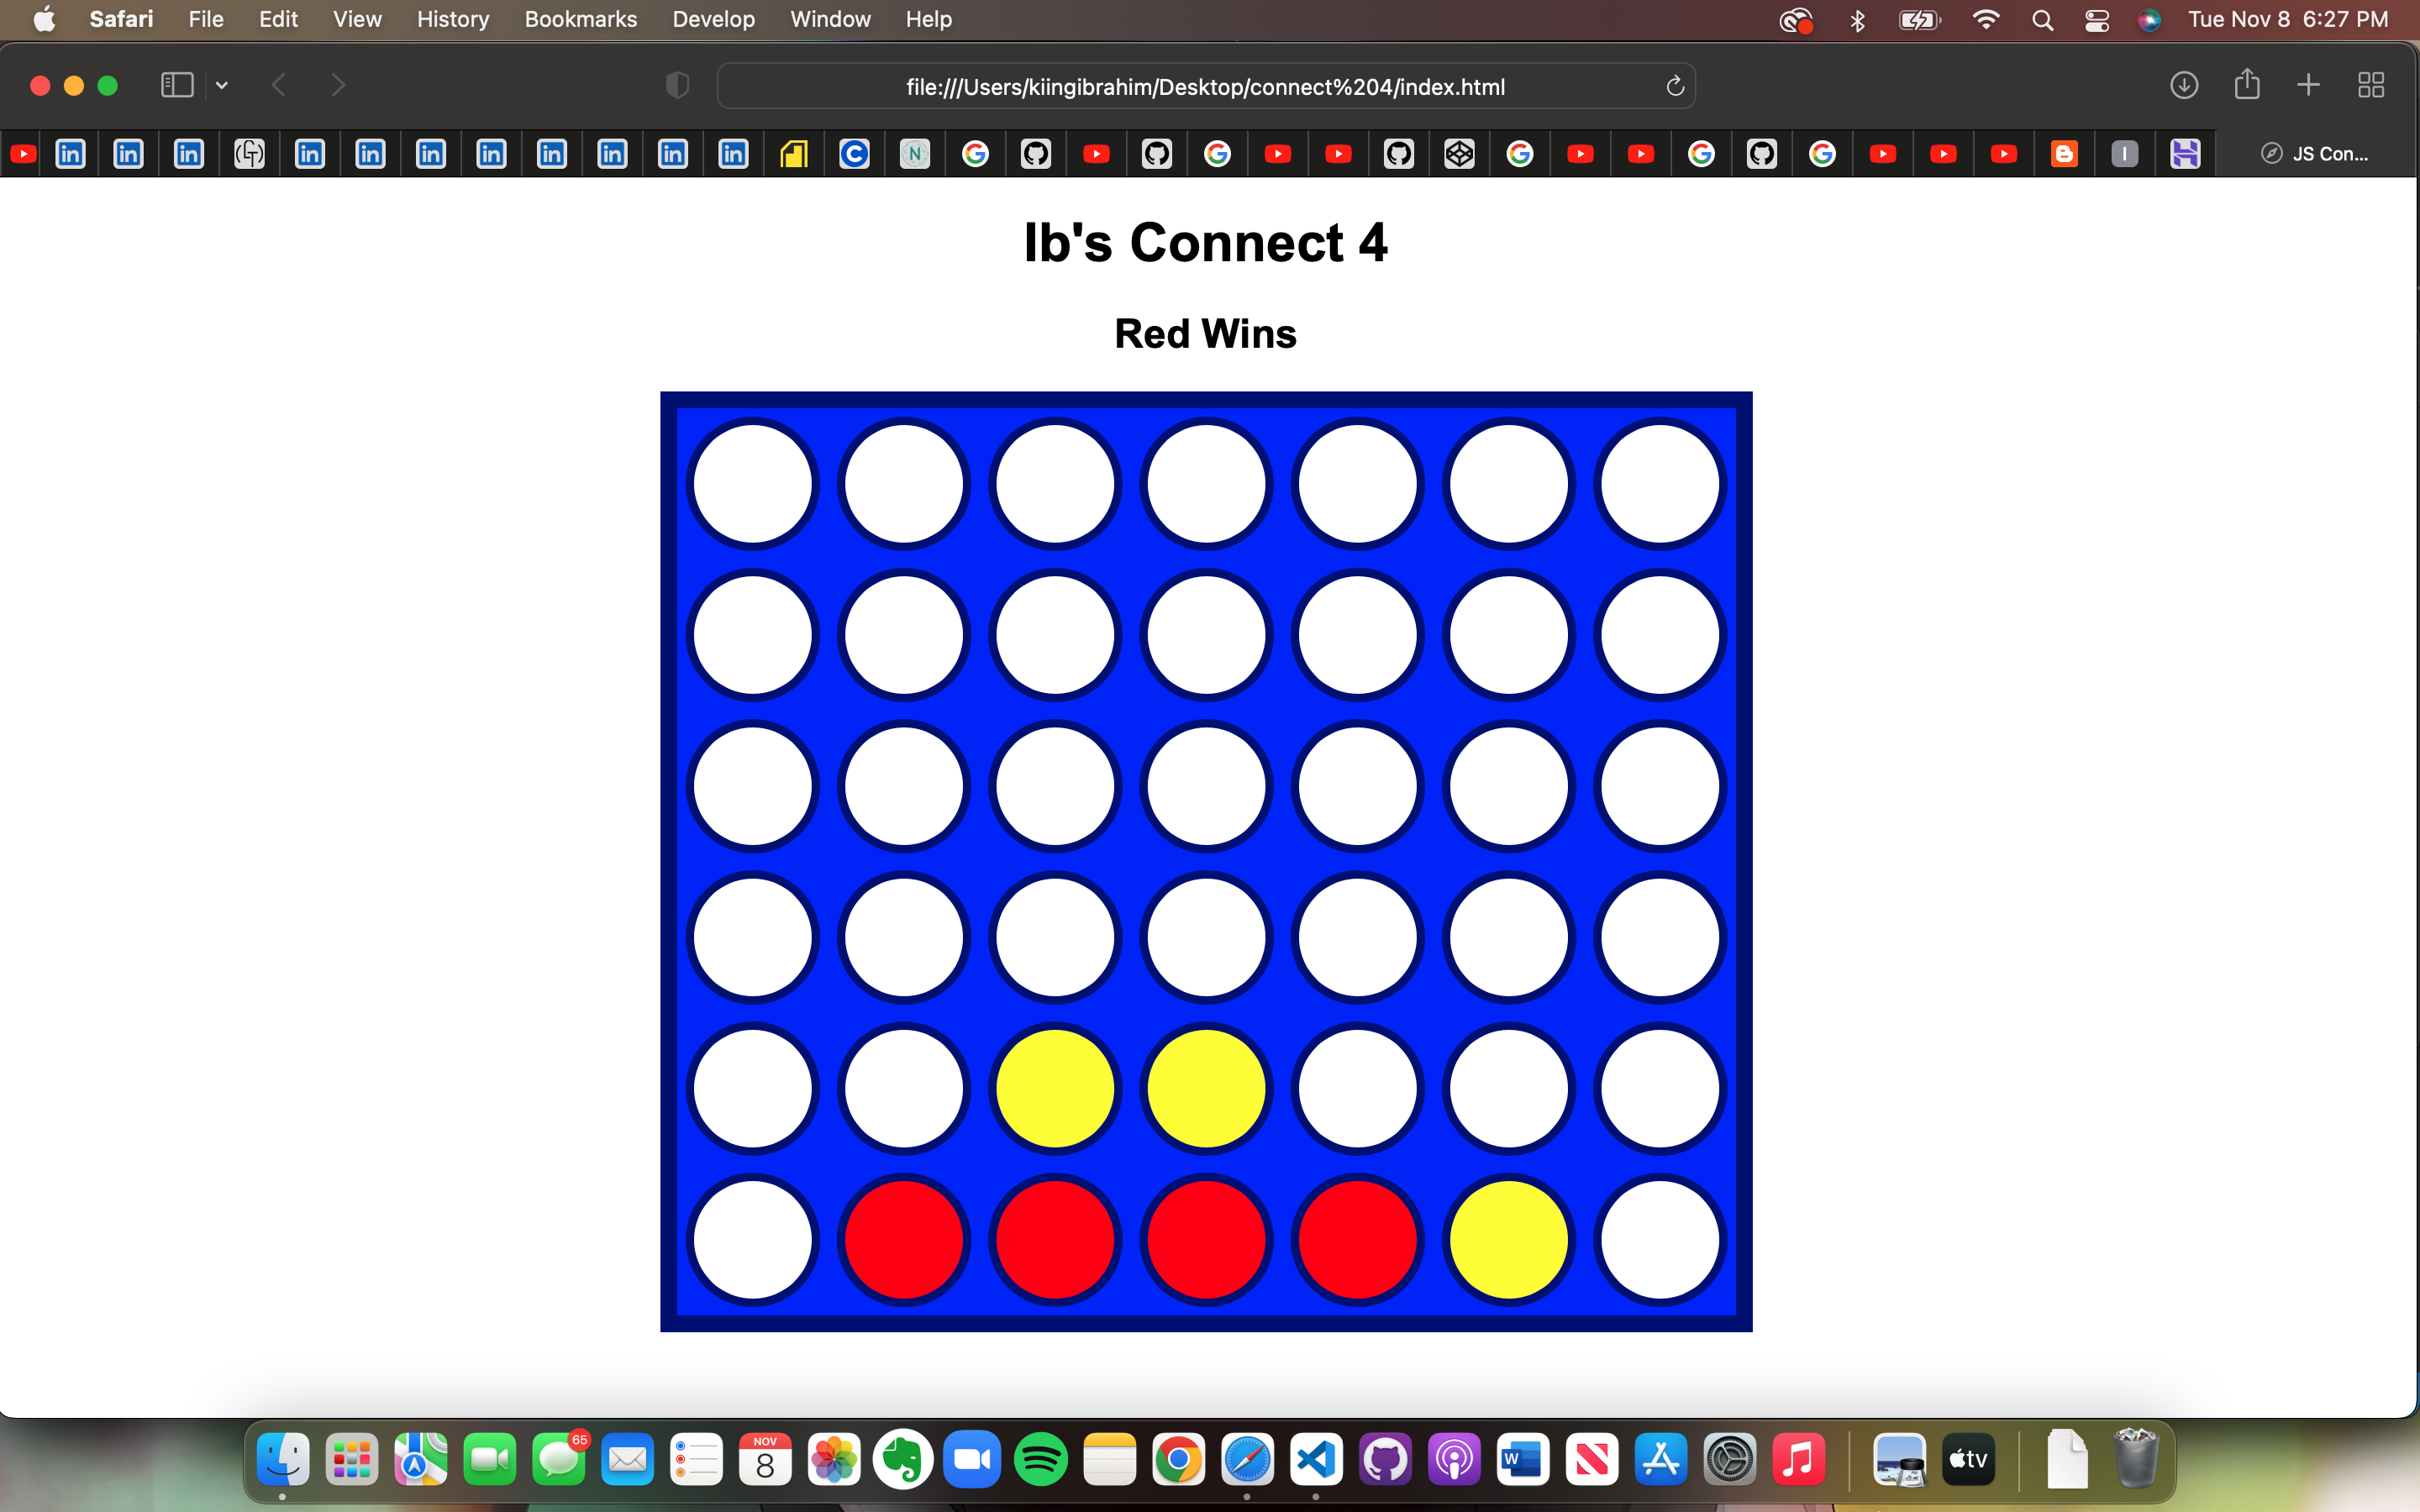 Safari File Edit View History Bookmarks Develop Window Help Tue Nov 8 6:27 PM
file:///Users/kiingibrahim/Desktop/connect%204/index.html
JS Con...
Ib's Connect 4
Red Wins
65
NOV
8
tv